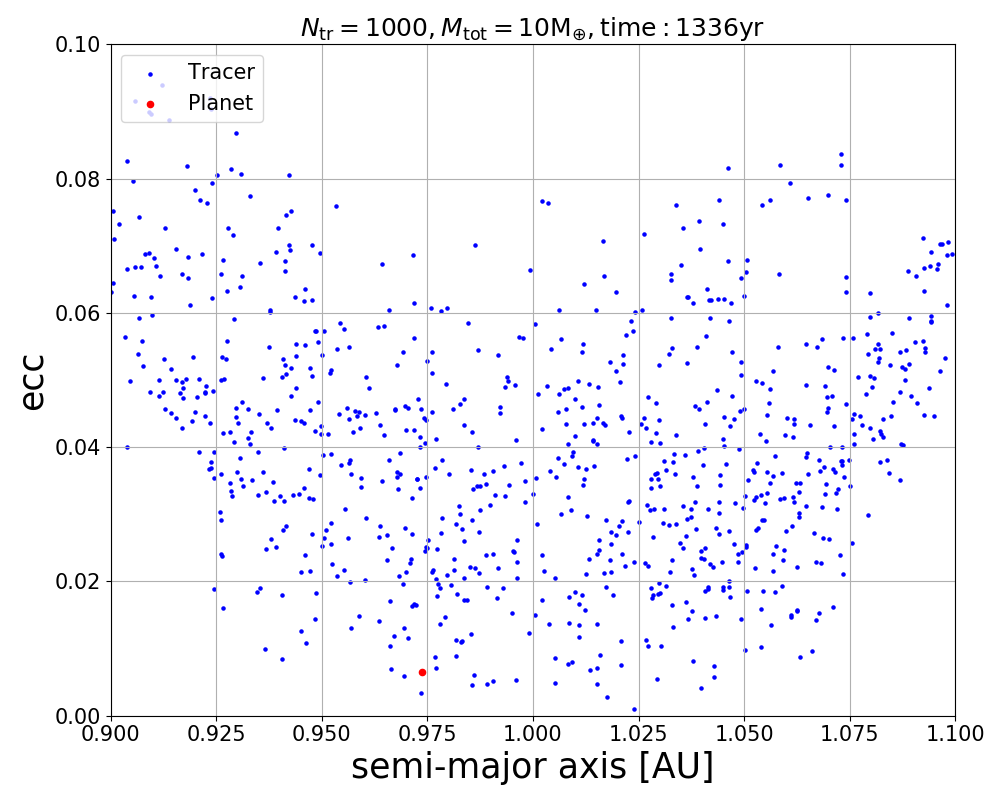 N_tr = 1000, M_tot = 10M_⊕, time : 1336yr
Tracer
Planet
0.10
0.08
0.06
0.04
0.02
0.00
ecc
0.900 0.925 0.950 0.975 1.000 1.025 1.050 1.075 1.100
semi-major axis [AU]